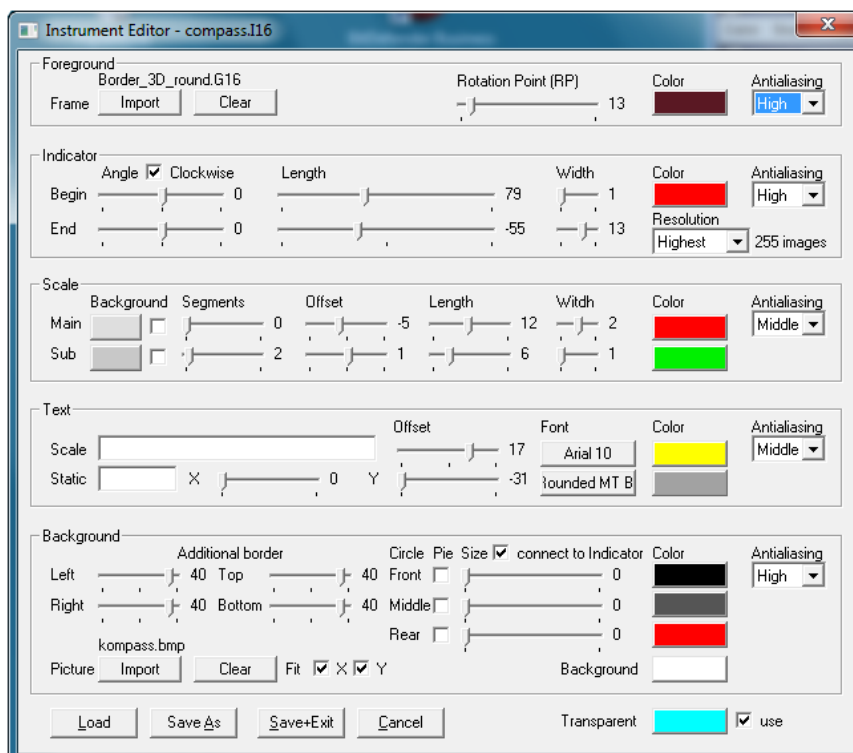 Instrument Editor - compass.I16
Foreground
Border_3D_round.G16 Rotation Point (RP) Color Antialiasing
Frame Import Clear 13 High
Indicator
Angle Clockwise Length Width Color Antialiasing
Begin 0 79 1 High
Resolution
End 0 -55 13 Highest 255 images
Scale
Background Segments Offset Length Witdh Color Antialiasing
Main 0 -5 12 2 Middle
Sub 2 1 6 1
Text
Offset Font Color Antialiasing
Scale 17 Arial 10 Middle
Static X 0 Y -31 Rounded MT B
Background
Additional border Circle Pie Size connect to Indicator Color Antialiasing
Left 40 Top 40 Front 0 High
Right 40 Bottom 40 Middle 0
Rear 0
kompass.bmp
Picture Import Clear Fit X Y Background
Load Save As Save+Exit Cancel Transparent use